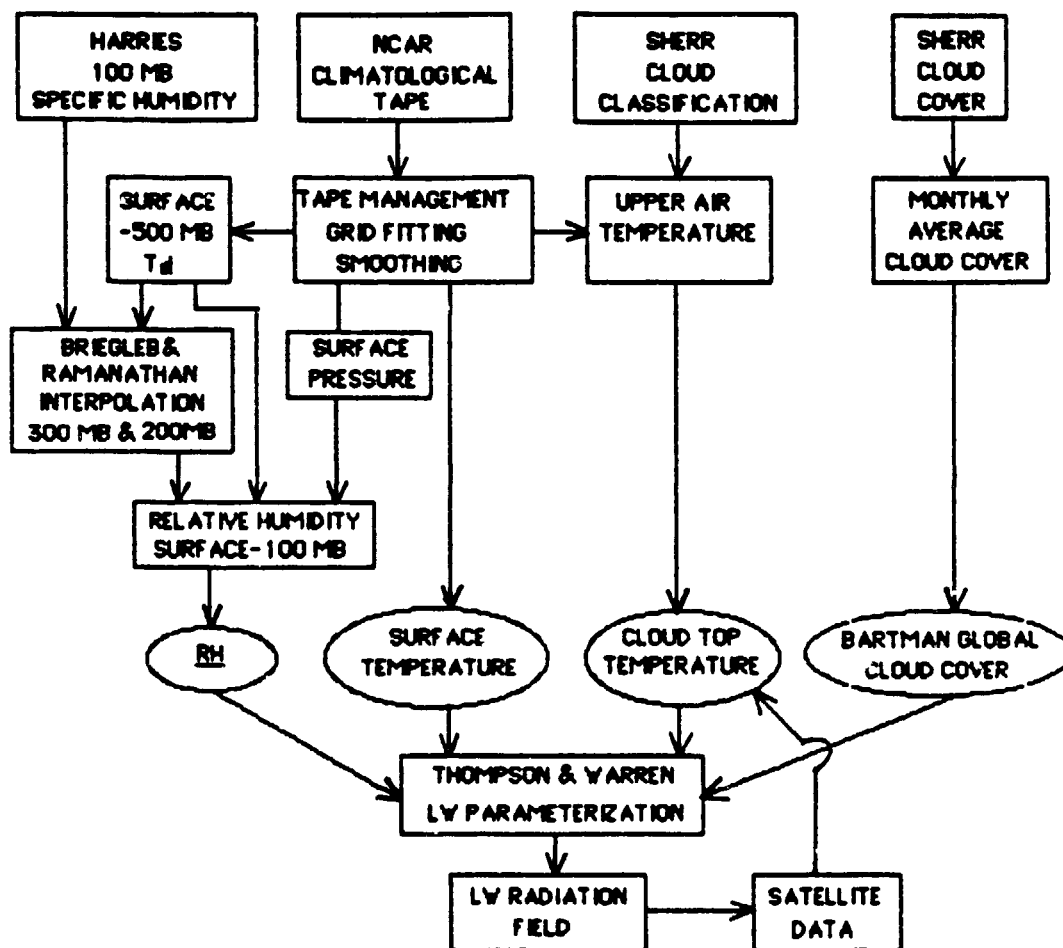 HARRIES
100 MB
SPECIFIC HUMIDITY
NCAR
CLIMATOLOGICAL
TAPE
SHERR
CLOUD
CLASSIFICATION
SHERR
CLOUD
COVER
SURFACE
-500 MB
Td
TAPE MANAGEMENT
GRID FITTING
SMOOTHING
UPPER AIR
TEMPERATURE
MONTHLY
AVERAGE
CLOUD COVER
BRIEGLEB &
RAMANATHAN
INTERPOLATION
300 MB & 200MB
SURFACE
PRESSURE
RELATIVE HUMIDITY
SURFACE-100 MB
RH
SURFACE
TEMPERATURE
CLOUD TOP
TEMPERATURE
BARTMAN GLOBAL
CLOUD COVER
THOMPSON & WARREN
LW PARAMETERIZATION
LW RADIATION
FIELD
SATELLITE
DATA